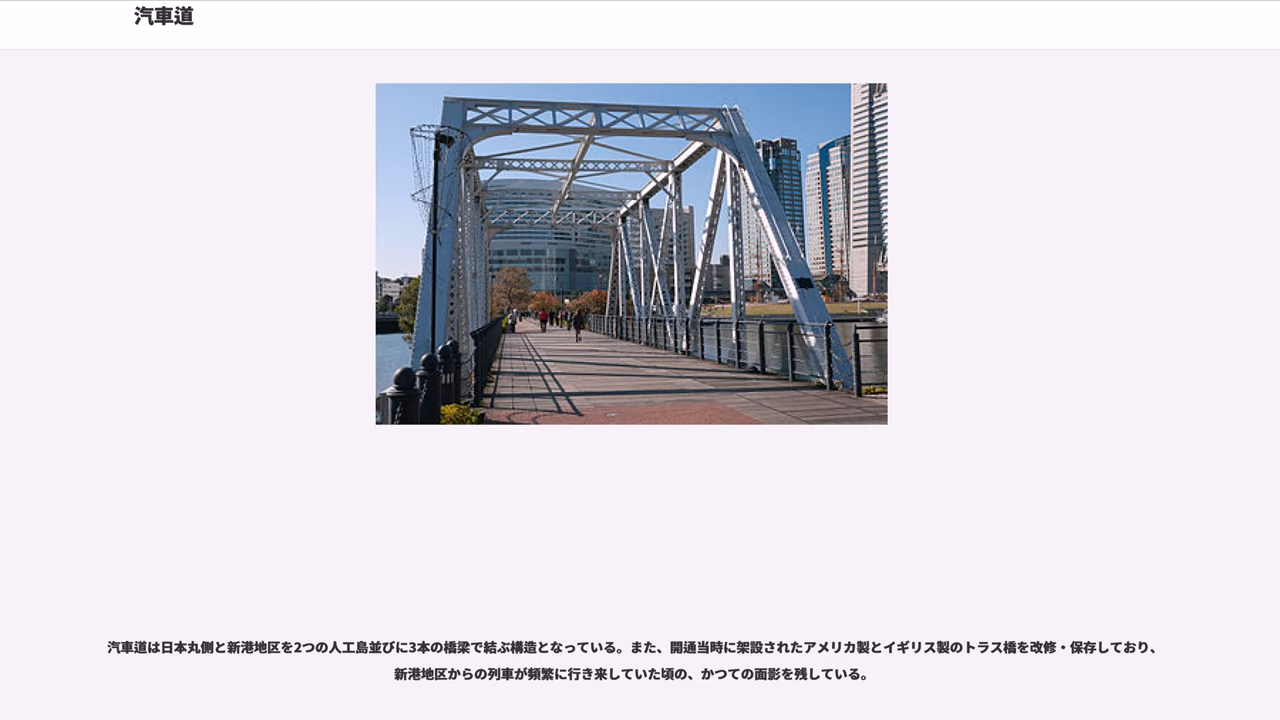 汽車道
汽車道は日本丸側と新港地区を2つの人工島並びに3本の橋梁で結ぶ構造となっている。また、開通当時に架設されたアメリカ製とイギリス製のトラス橋を改修・保存しており、
新港地区からの列車が頻繁に行き来していた頃の、かつての面影を残している。